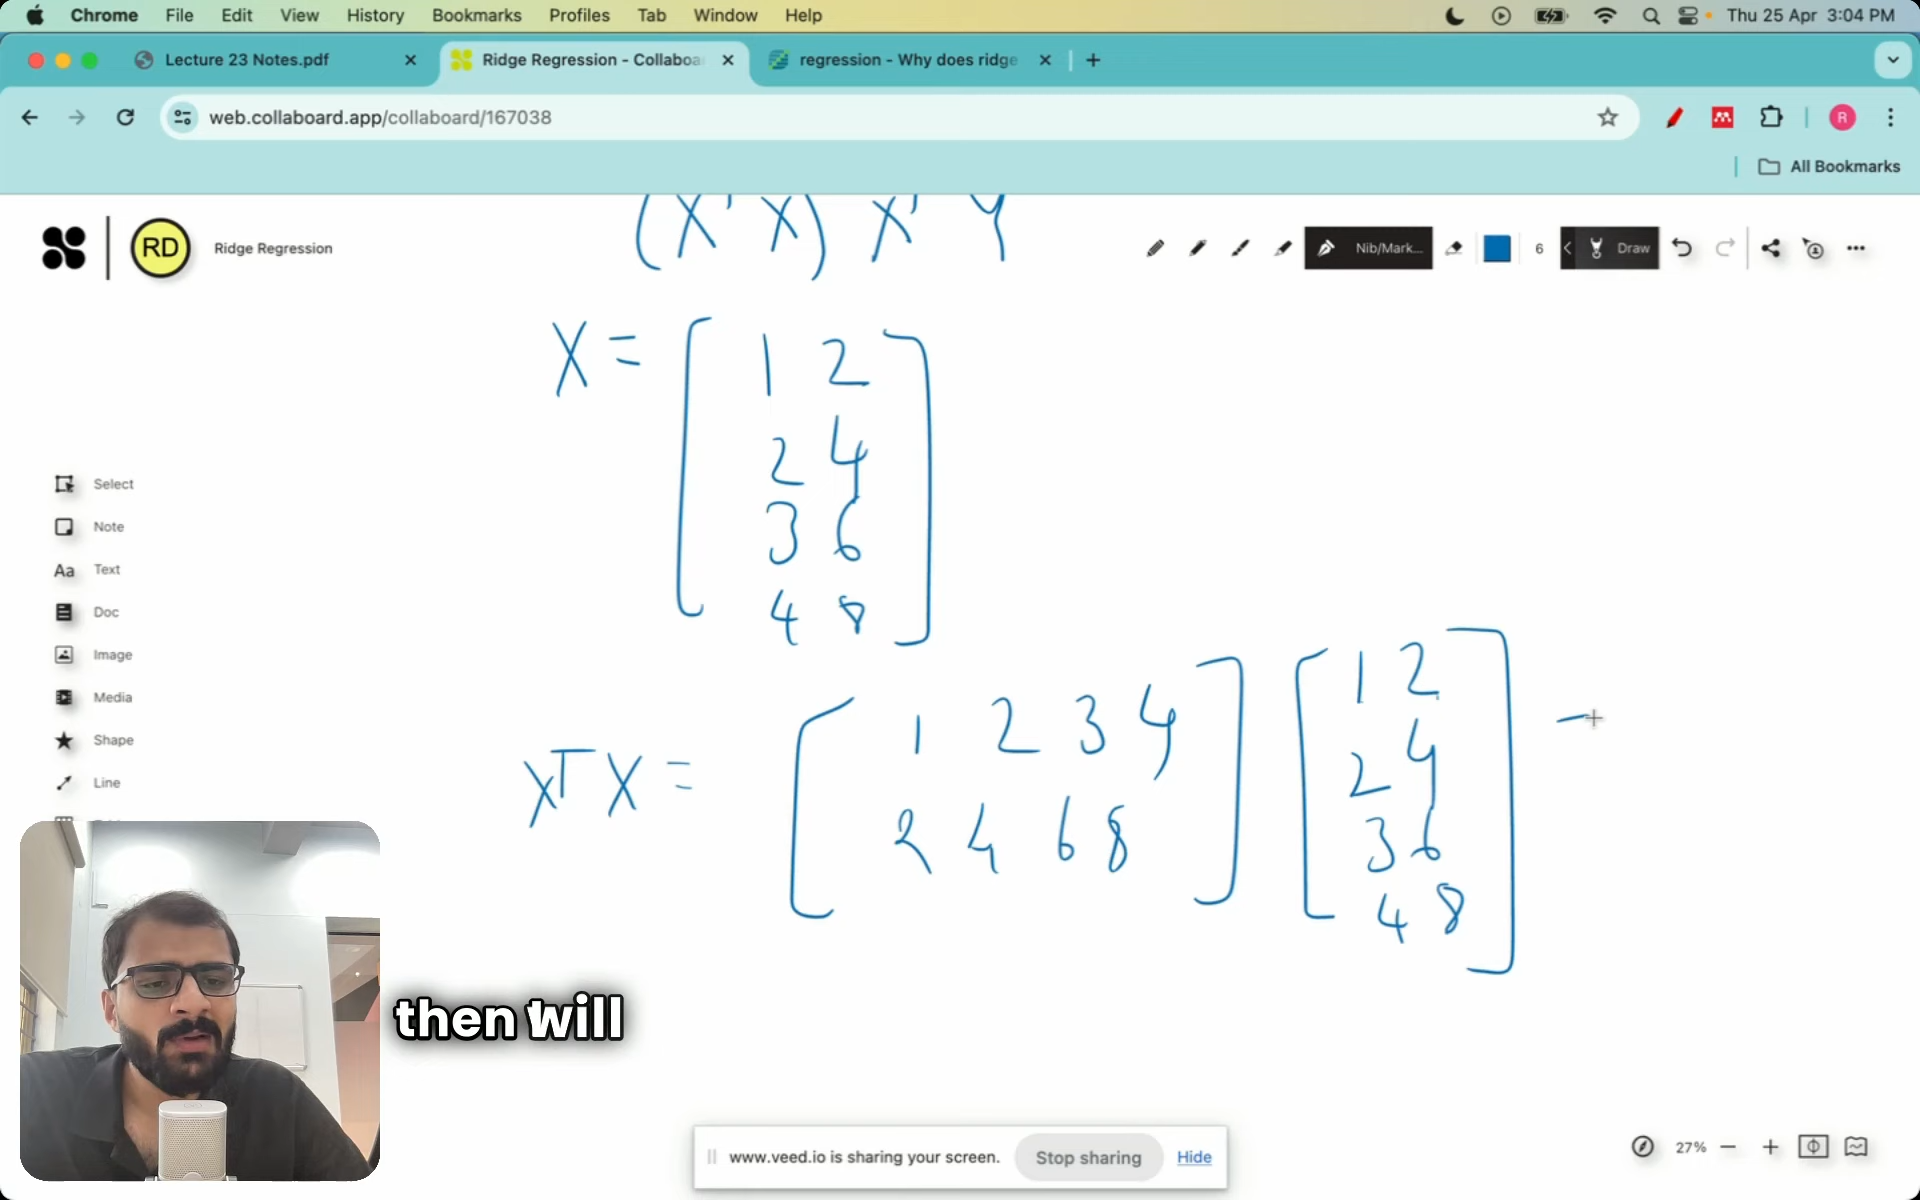 Chrome File Edit View History Bookmarks Profiles Tab Window Help Thu 25 Apr 3:04 PM
Lecture 23 Notes.pdf Ridge Regression - Collaboa regression - Why does ridge
web.collaboard.app/collaboard/167038 R
All Bookmarks
(XᵀX) Xᵀ Y
RD Ridge Regression Nib/Mark... 6 Draw
X = [ 1 2
2 4
3 6
4 8 ]
Select
Note
Aa Text
Doc
Image
Media
Shape
Line
XᵀX = [ 1 2 3 4 ] [ 1 2
2 4 6 8 2 4
3 6
4 8 ]
then will
www.veed.io is sharing your screen. Stop sharing Hide
27% − +